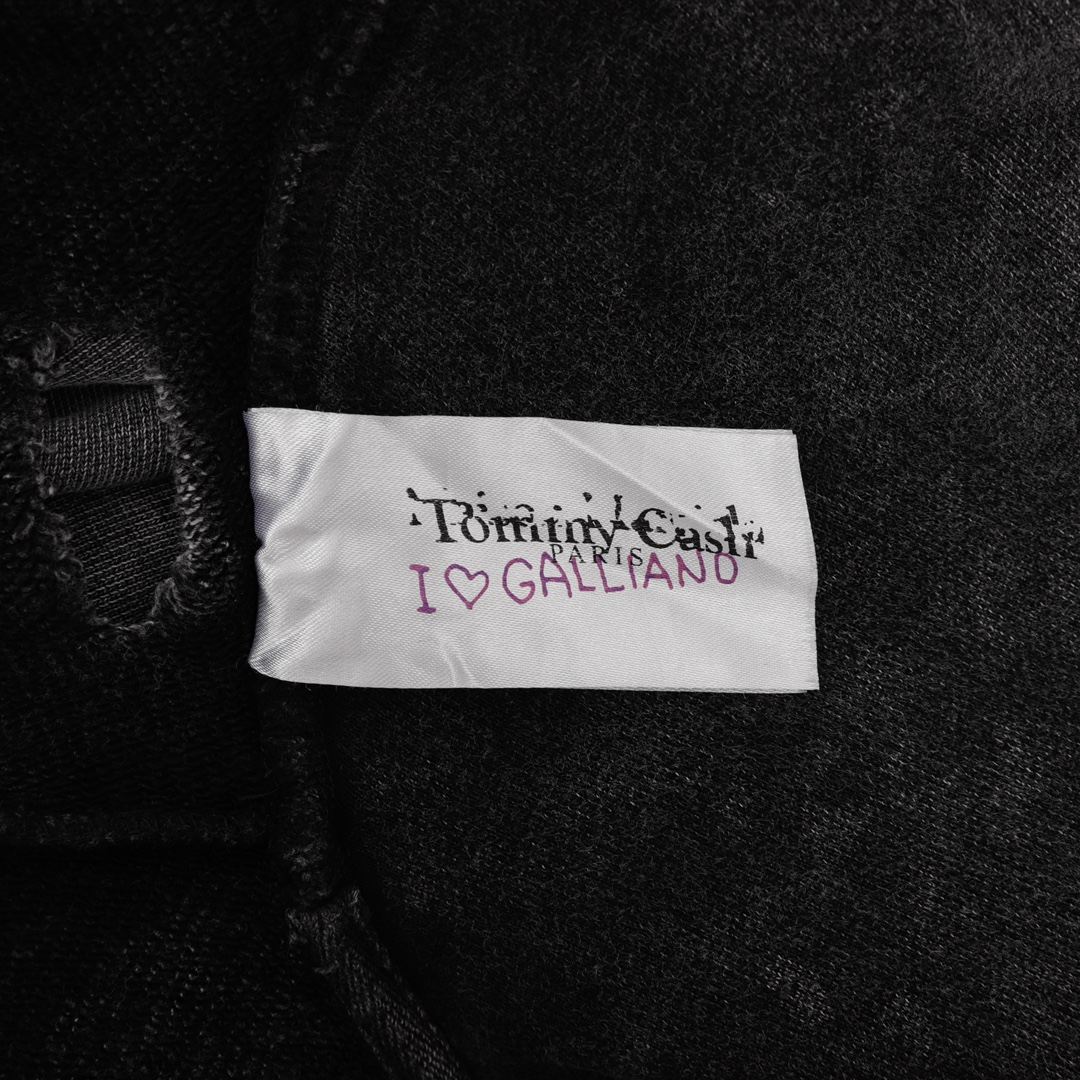 Tommy Cash
PARIS
I ♡ GALLIANO